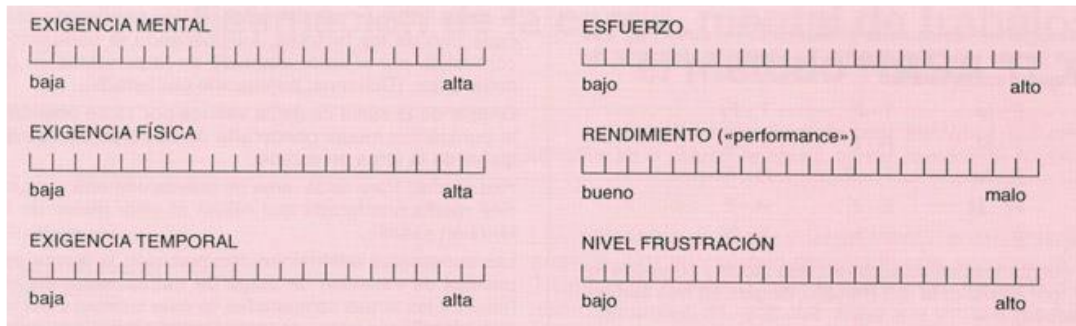 EXIGENCIA MENTAL
baja alta
EXIGENCIA FÍSICA
baja alta
EXIGENCIA TEMPORAL
baja alta
ESFUERZO
bajo alto
RENDIMIENTO («performance»)
bueno malo
NIVEL FRUSTRACIÓN
bajo alto